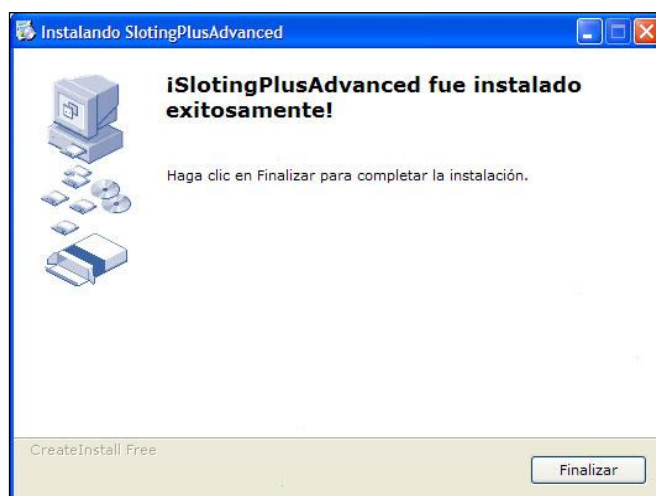 Instalando SlotingPlusAdvanced
¡SlotingPlusAdvanced fue instalado
exitosamente!
Haga clic en Finalizar para completar la instalación.
CreateInstall Free
Finalizar